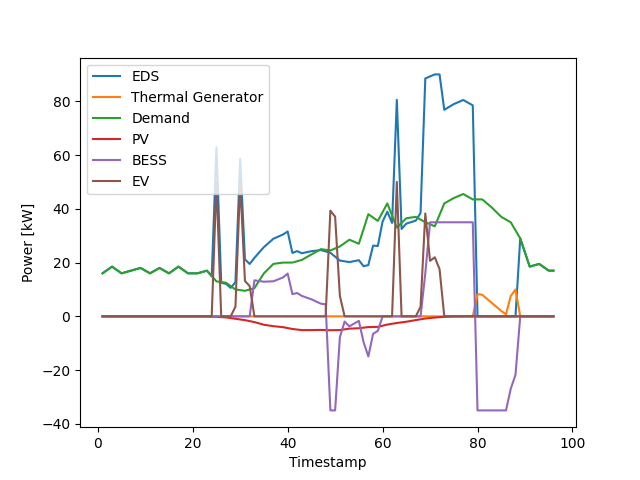 EDS
Thermal Generator
Demand
PV
BESS
EV
Power [kW]
80
60
40
20
0
−20
−40
0 20 40 60 80 100
Timestamp